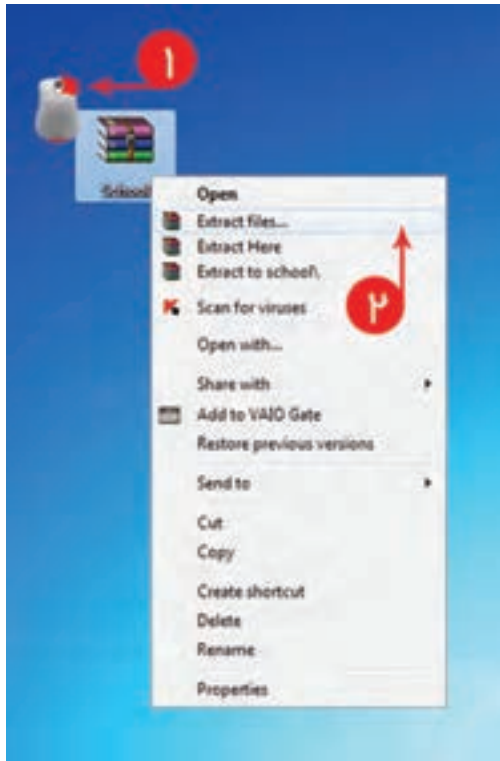 ۱
School
Open
Extract files...
Extract Here
Extract to school\
۲
Scan for viruses
Open with...
Share with
Add to VAIO Gate
Restore previous versions
Send to
Cut
Copy
Create shortcut
Delete
Rename
Properties